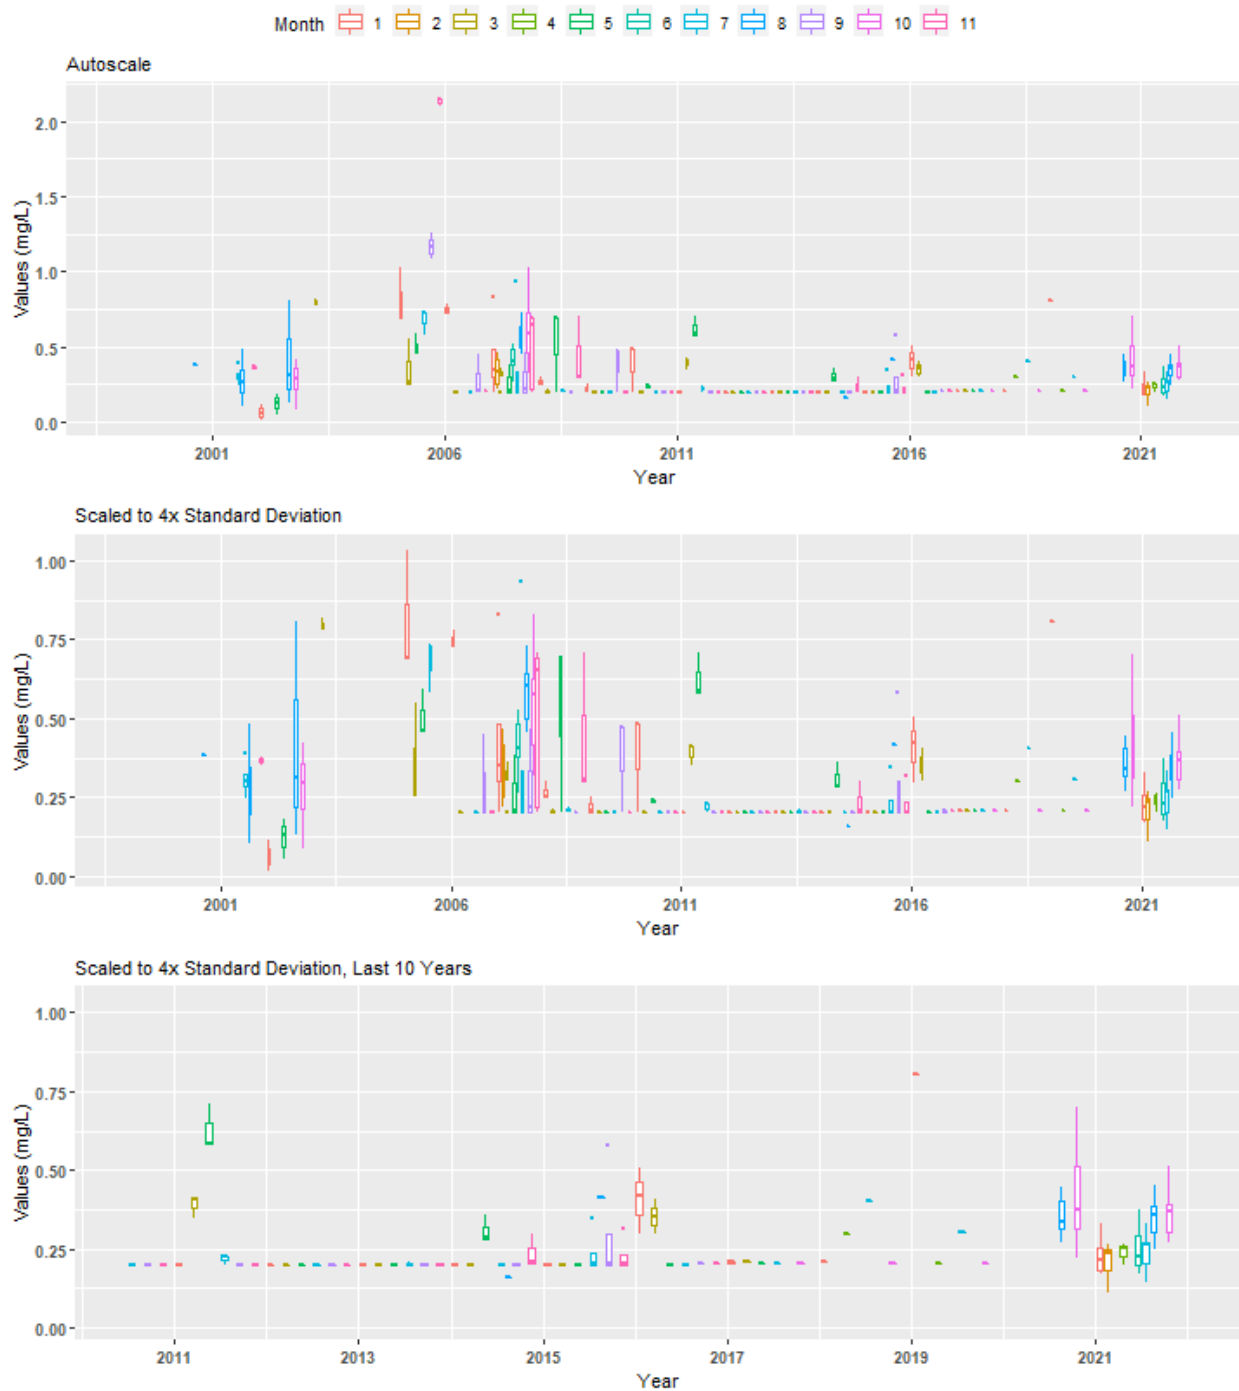 Month 1 2 3 4 5 6 7 8 9 10 11
Autoscale
2.0
1.5
1.0
0.5
0.0
Values (mg/L)
2001 2006 2011 2016 2021
Year
Scaled to 4x Standard Deviation
1.00
0.75
0.50
0.25
0.00
Values (mg/L)
2001 2006 2011 2016 2021
Year
Scaled to 4x Standard Deviation, Last 10 Years
1.00
0.75
0.50
0.25
0.00
Values (mg/L)
2011 2013 2015 2017 2019 2021
Year